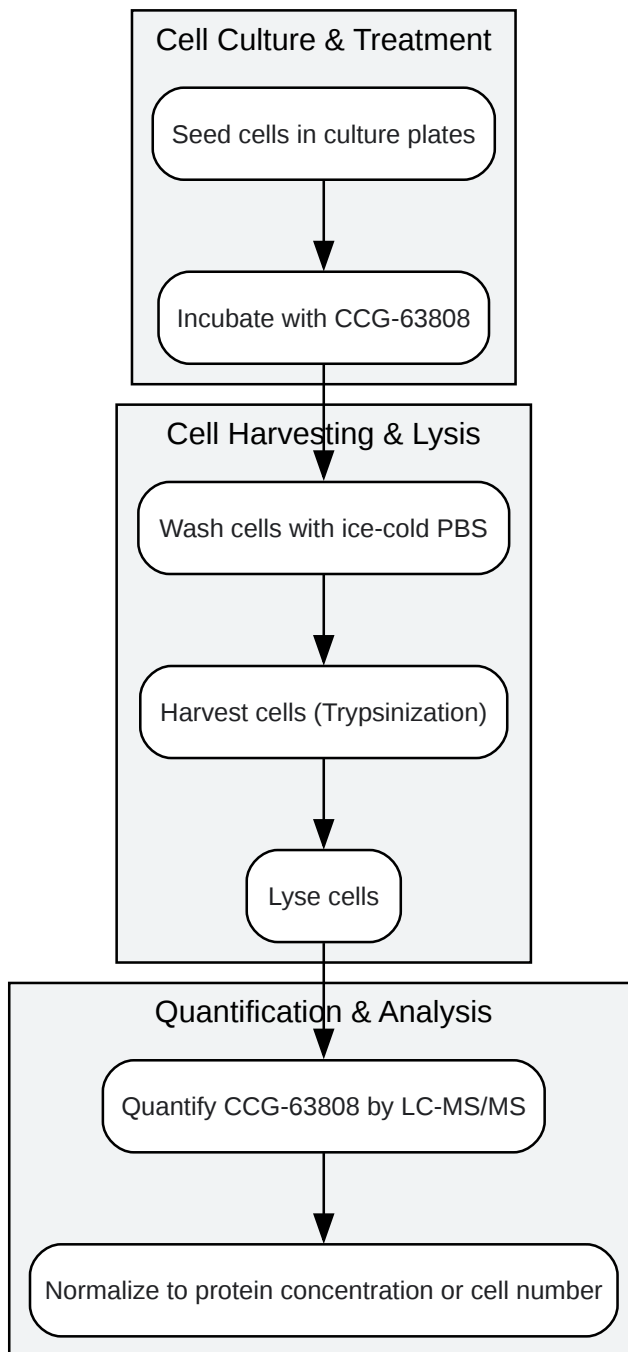 Cell Culture & Treatment
Seed cells in culture plates
Incubate with CCG-63808
Cell Harvesting & Lysis
Wash cells with ice-cold PBS
Harvest cells (Trypsinization)
Lyse cells
Quantification & Analysis
Quantify CCG-63808 by LC-MS/MS
Normalize to protein concentration or cell number